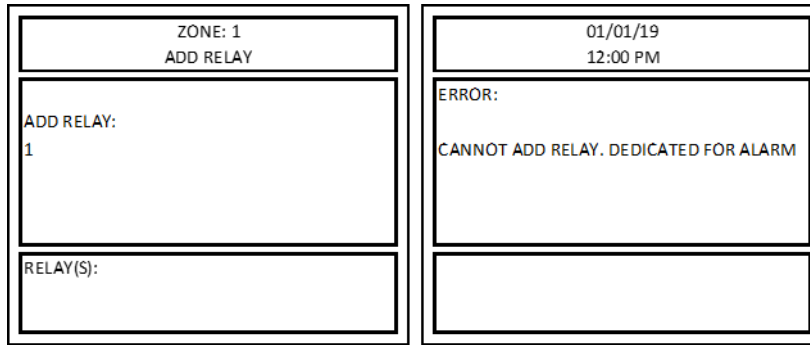 ZONE: 1
ADD RELAY
ADD RELAY:
1
RELAY(S):
01/01/19
12:00 PM
ERROR:
CANNOT ADD RELAY. DEDICATED FOR ALARM